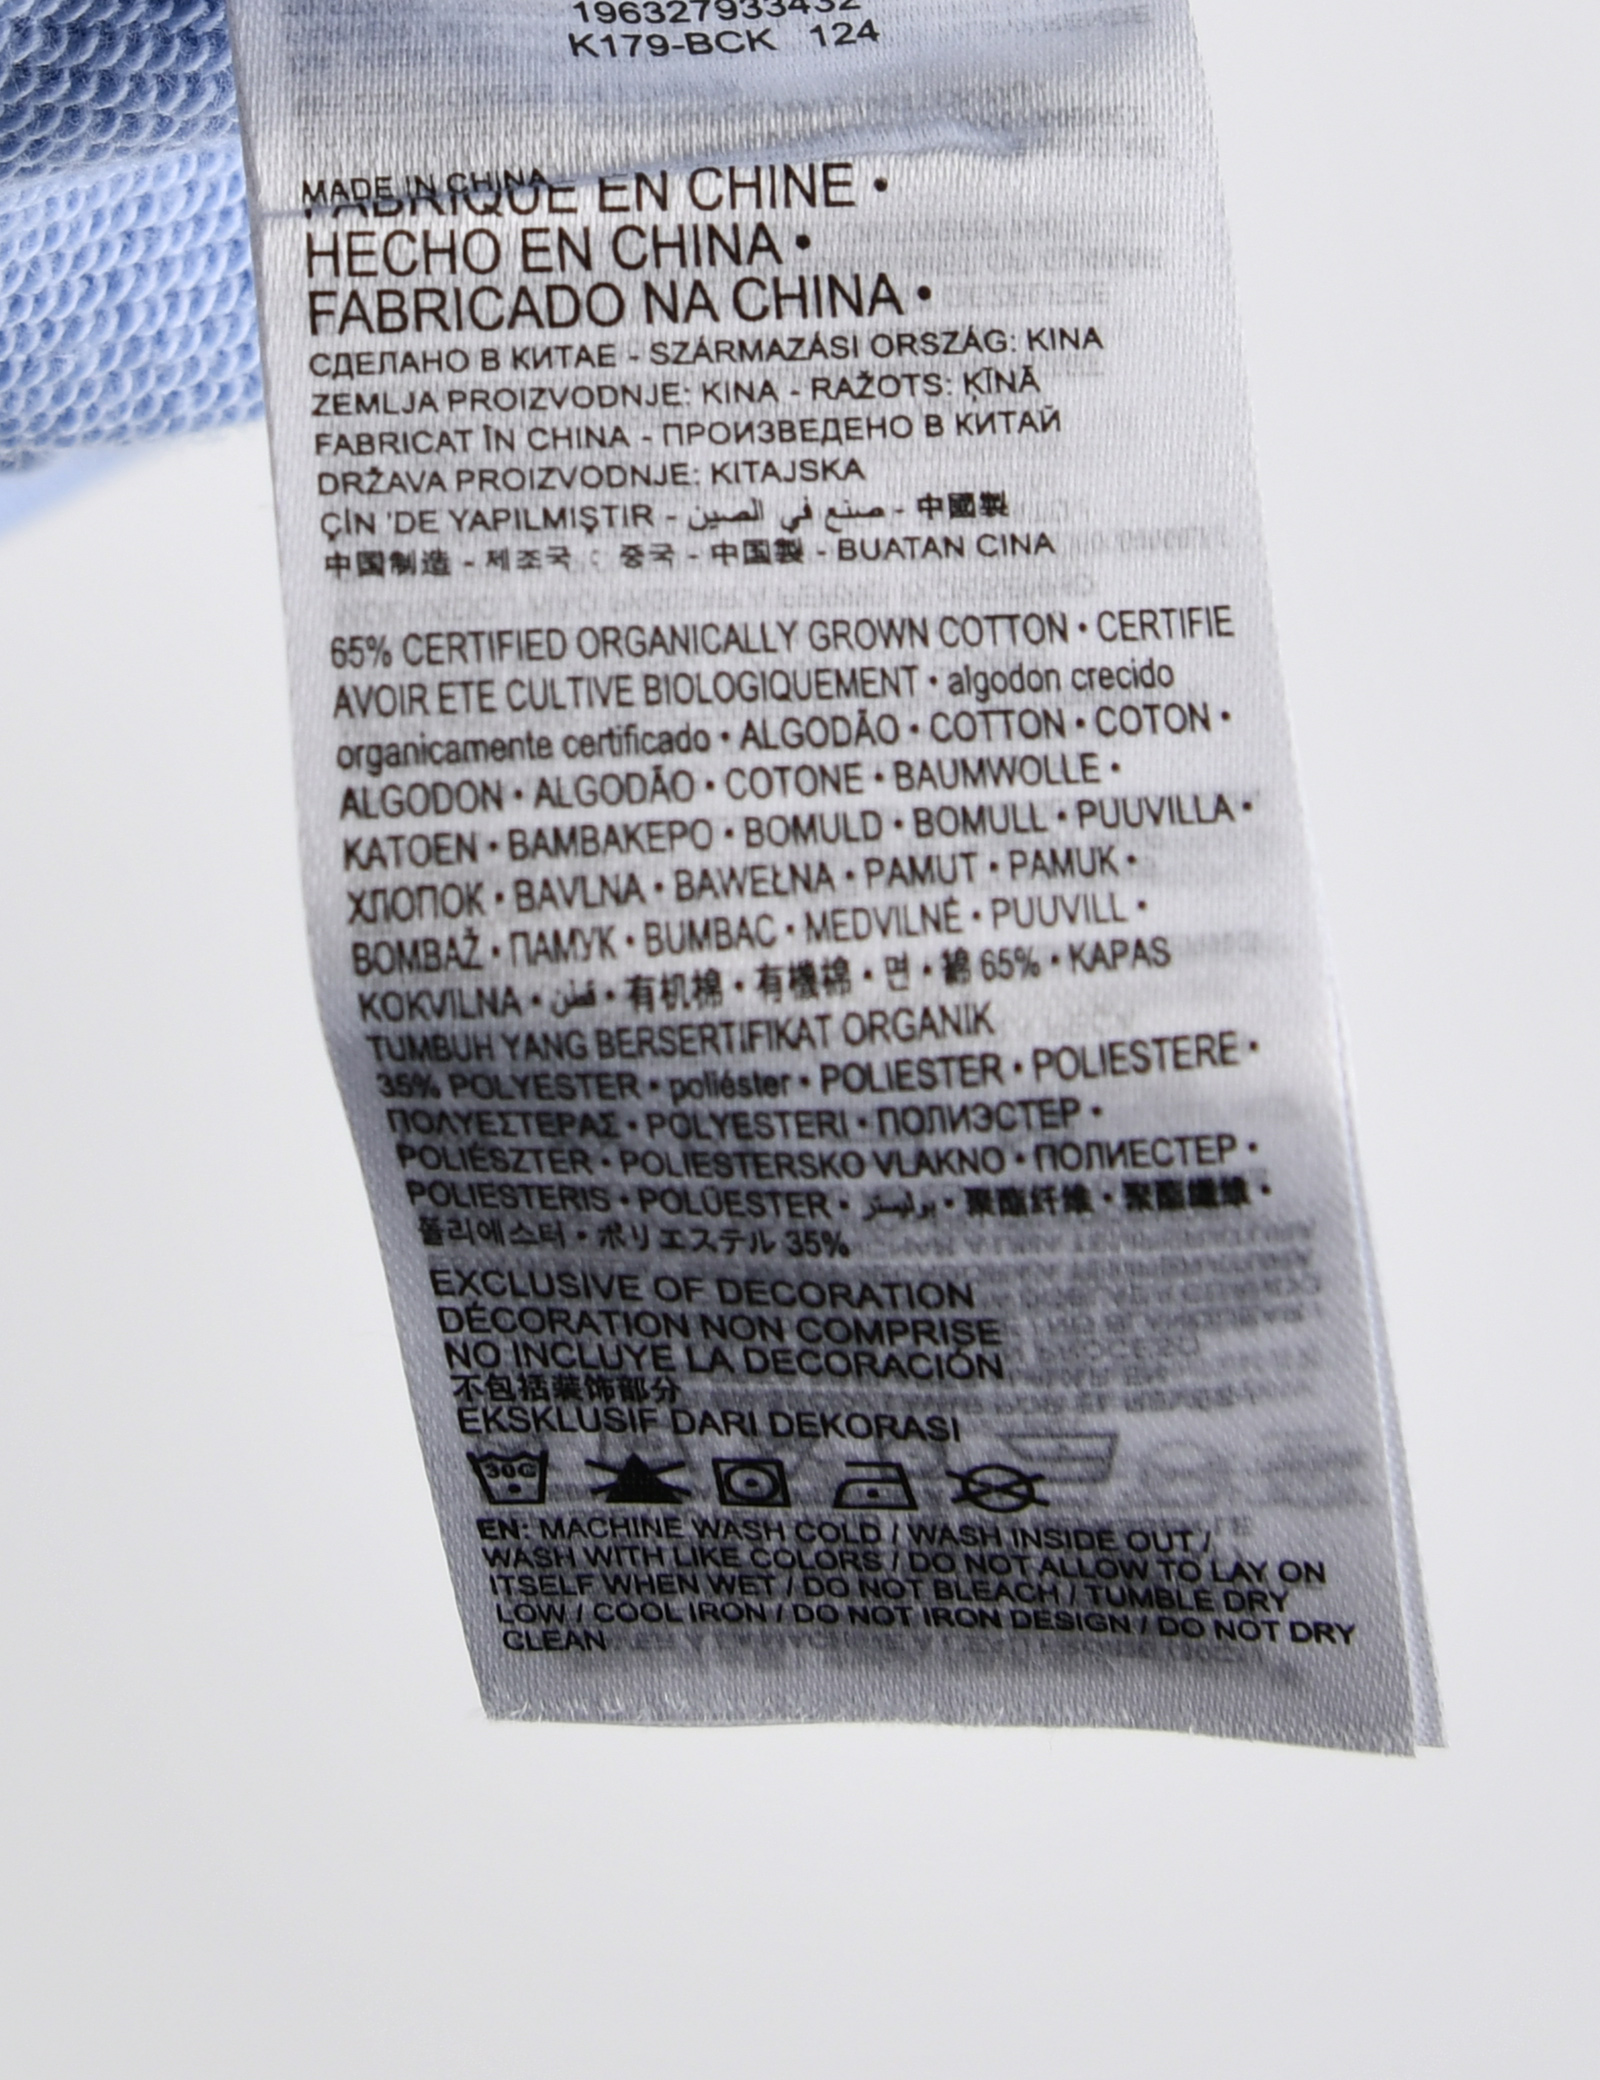 196327933432
K179-BCK 124
MADE IN CHINA
FABRIQUE EN CHINE •
HECHO EN CHINA •
FABRICADO NA CHINA •
СДЕЛАНО В КИТАЕ - SZÁRMAZÁSI ORSZÁG: KINA
ZEMLJA PROIZVODNJE: KINA - RAŽOTS: ĶĪNĀ
FABRICAT ÎN CHINA - ПРОИЗВЕДЕНО В КИТАЙ
DRŽAVA PROIZVODNJE: KITAJSKA
ÇİN 'DE YAPILMIŞTIR - صنع في الصين - 中國製
中国制造 - 제조국 : 중국 - 中国製 - BUATAN CINA
65% CERTIFIED ORGANICALLY GROWN COTTON • CERTIFIE
AVOIR ETE CULTIVE BIOLOGIQUEMENT • algodón crecido
organicamente certificado • ALGODÃO • COTTON • COTON •
ALGODON • ALGODÃO • COTONE • BAUMWOLLE •
KATOEN • ΒΑΜΒΑΚΕΡΟ • BOMULD • BOMULL • PUUVILLA •
ХЛОПОК • BAVLNA • BAWEŁNA • PAMUT • PAMUK •
BOMBAŽ • ПАМУК • BUMBAC • MEDVILNĖ • PUUVILL •
KOKVILNA • قطن • 有机棉 • 有機棉 • 면 • 綿 65% • KAPAS
TUMBUH YANG BERSERTIFIKAT ORGANIK
35% POLYESTER • poliéster • POLIESTER • POLIESTERE •
ΠΟΛΥΕΣΤΕΡΑΣ • POLYESTERI • ПОЛИЭСТЕР •
POLIÉSZTER • POLIESTERSKO VLAKNO • ПОЛИЕСТЕР •
POLIESTERIS • POLÜESTER • بوليستر • 聚酯纤维 • 聚酯纖維 •
폴리에스터 • ポリエステル 35%
EXCLUSIVE OF DECORATION
DÉCORATION NON COMPRISE
NO INCLUYE LA DECORACIÓN
不包括装饰部分
EKSKLUSIF DARI DEKORASI
30C
EN: MACHINE WASH COLD / WASH INSIDE OUT /
WASH WITH LIKE COLORS / DO NOT ALLOW TO LAY ON
ITSELF WHEN WET / DO NOT BLEACH / TUMBLE DRY
LOW / COOL IRON / DO NOT IRON DESIGN / DO NOT DRY
CLEAN